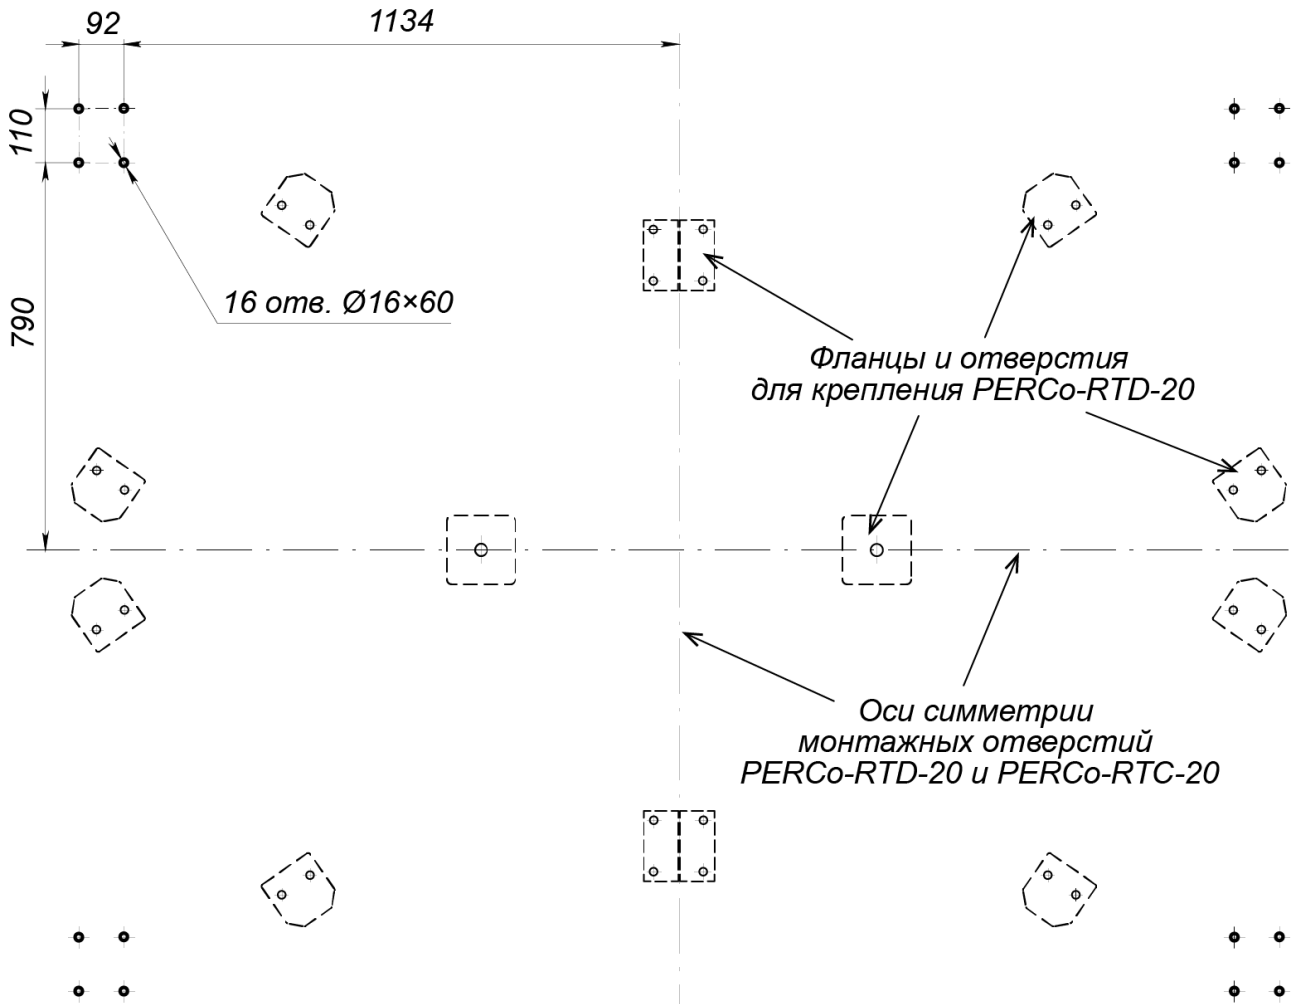 92
1134
110
790
16 отв. Ø16×60
Фланцы и отверстия
для крепления PERCo-RTD-20
Оси симметрии
монтажных отверстий
PERCo-RTD-20 и PERCo-RTC-20